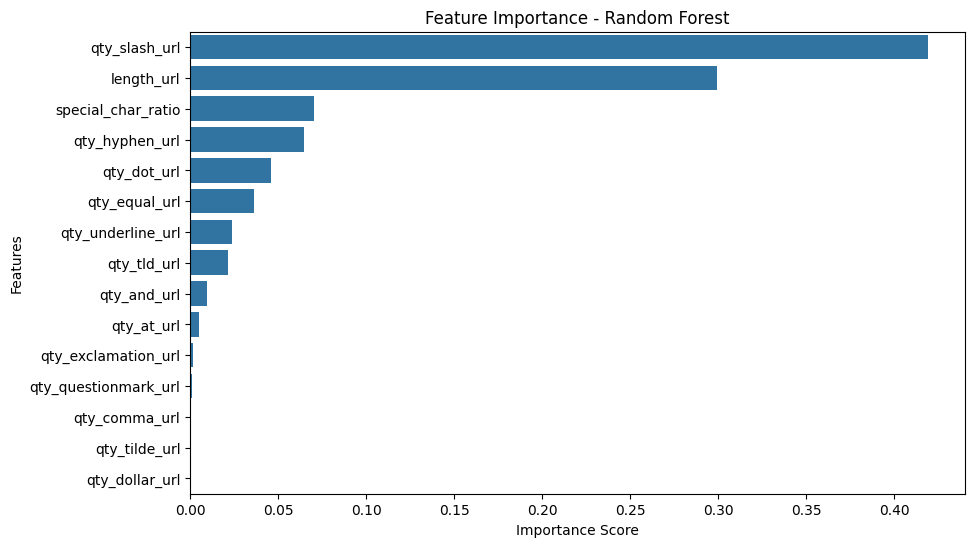 Feature Importance - Random Forest
qty_slash_url
length_url
special_char_ratio
qty_hyphen_url
qty_dot_url
qty_equal_url
qty_underline_url
qty_tld_url
qty_and_url
qty_at_url
qty_exclamation_url
qty_questionmark_url
qty_comma_url
qty_tilde_url
qty_dollar_url
Features
0.00 0.05 0.10 0.15 0.20 0.25 0.30 0.35 0.40
Importance Score